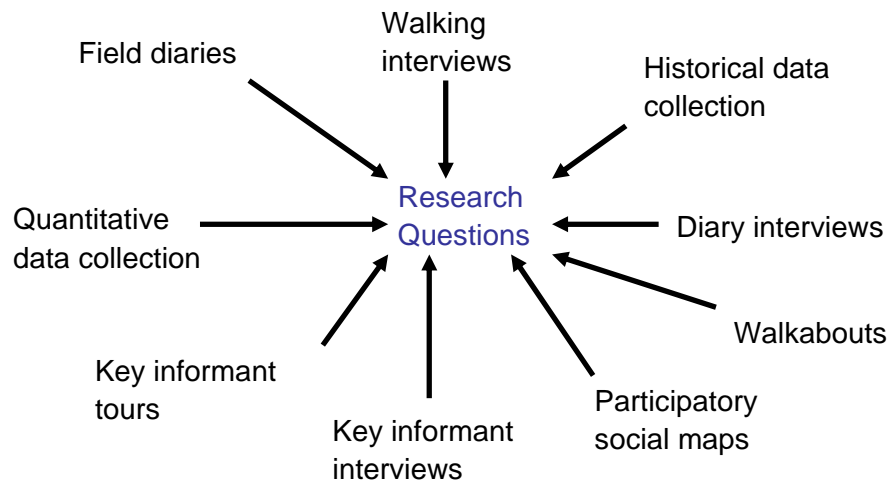 Walking
interviews
Field diaries
Historical data
collection
Research
Questions
Quantitative
data collection
Diary interviews
Walkabouts
Key informant
tours
Participatory
social maps
Key informant
interviews